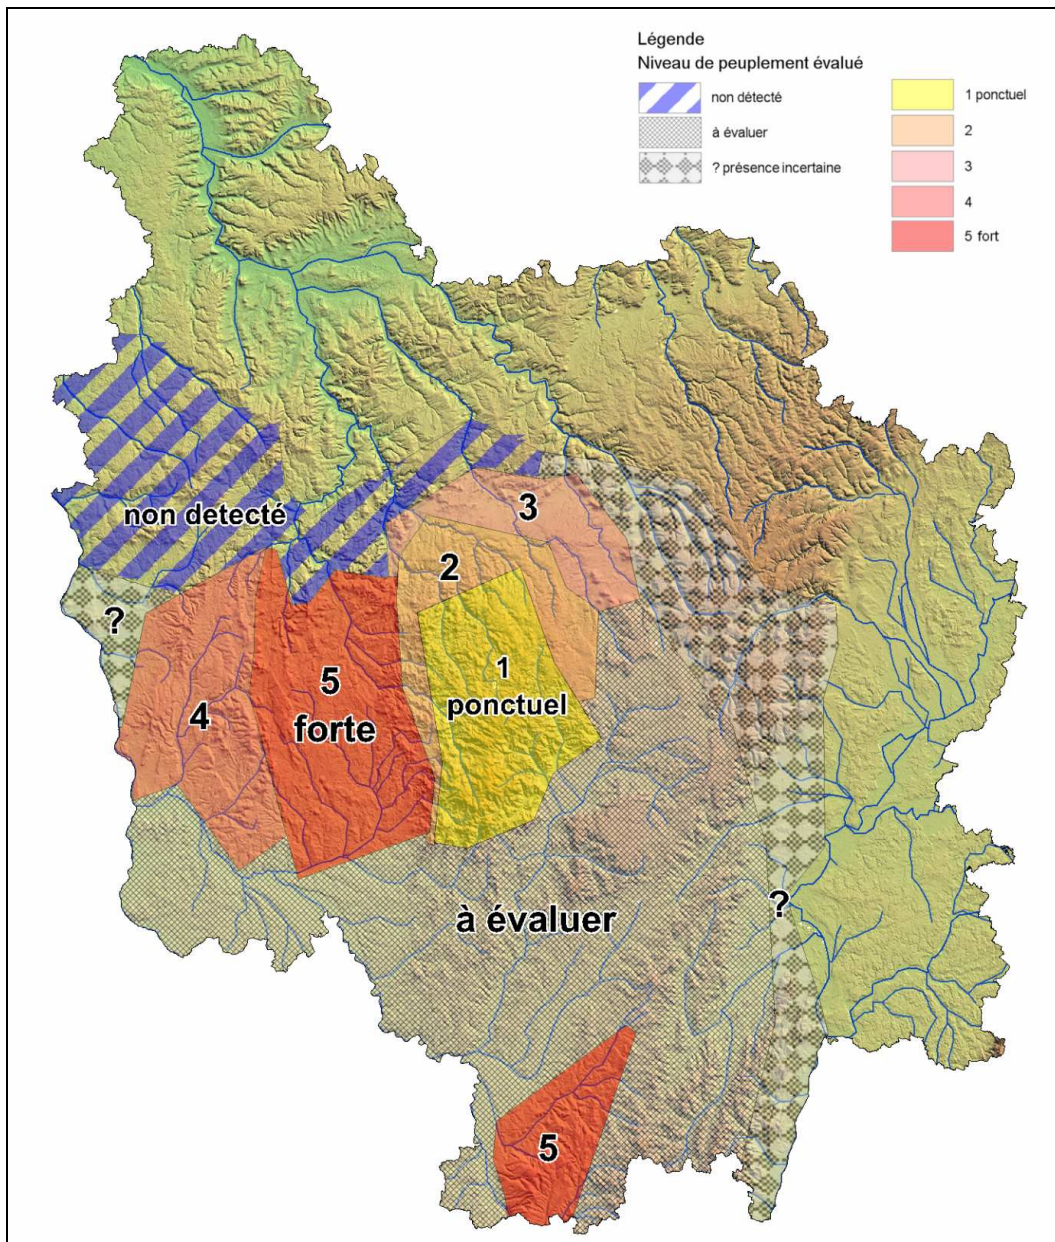 Légende
Niveau de peuplement évalué
non détecté
à évaluer
? présence incertaine
1 ponctuel
2
3
4
5 fort
non detecté
3
2
?
1
ponctuel
5
forte
4
à évaluer
?
5